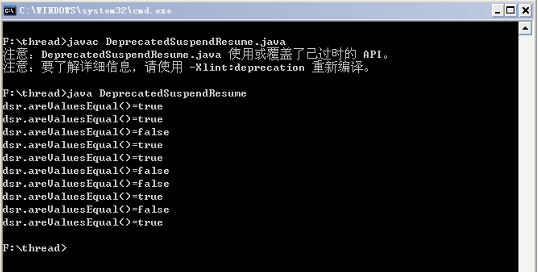 C:\WINDOWS\system32\cmd.exe
F:\thread>javac DeprecatedSuspendResume.java
注意：DeprecatedSuspendResume.java 使用或覆盖了已过时的 API。
注意：要了解详细信息，请使用 -Xlint:deprecation 重新编译。
F:\thread>java DeprecatedSuspendResume
dsr.areValuesEqual()=true
dsr.areValuesEqual()=true
dsr.areValuesEqual()=false
dsr.areValuesEqual()=true
dsr.areValuesEqual()=false
dsr.areValuesEqual()=false
dsr.areValuesEqual()=true
dsr.areValuesEqual()=false
dsr.areValuesEqual()=true
F:\thread>